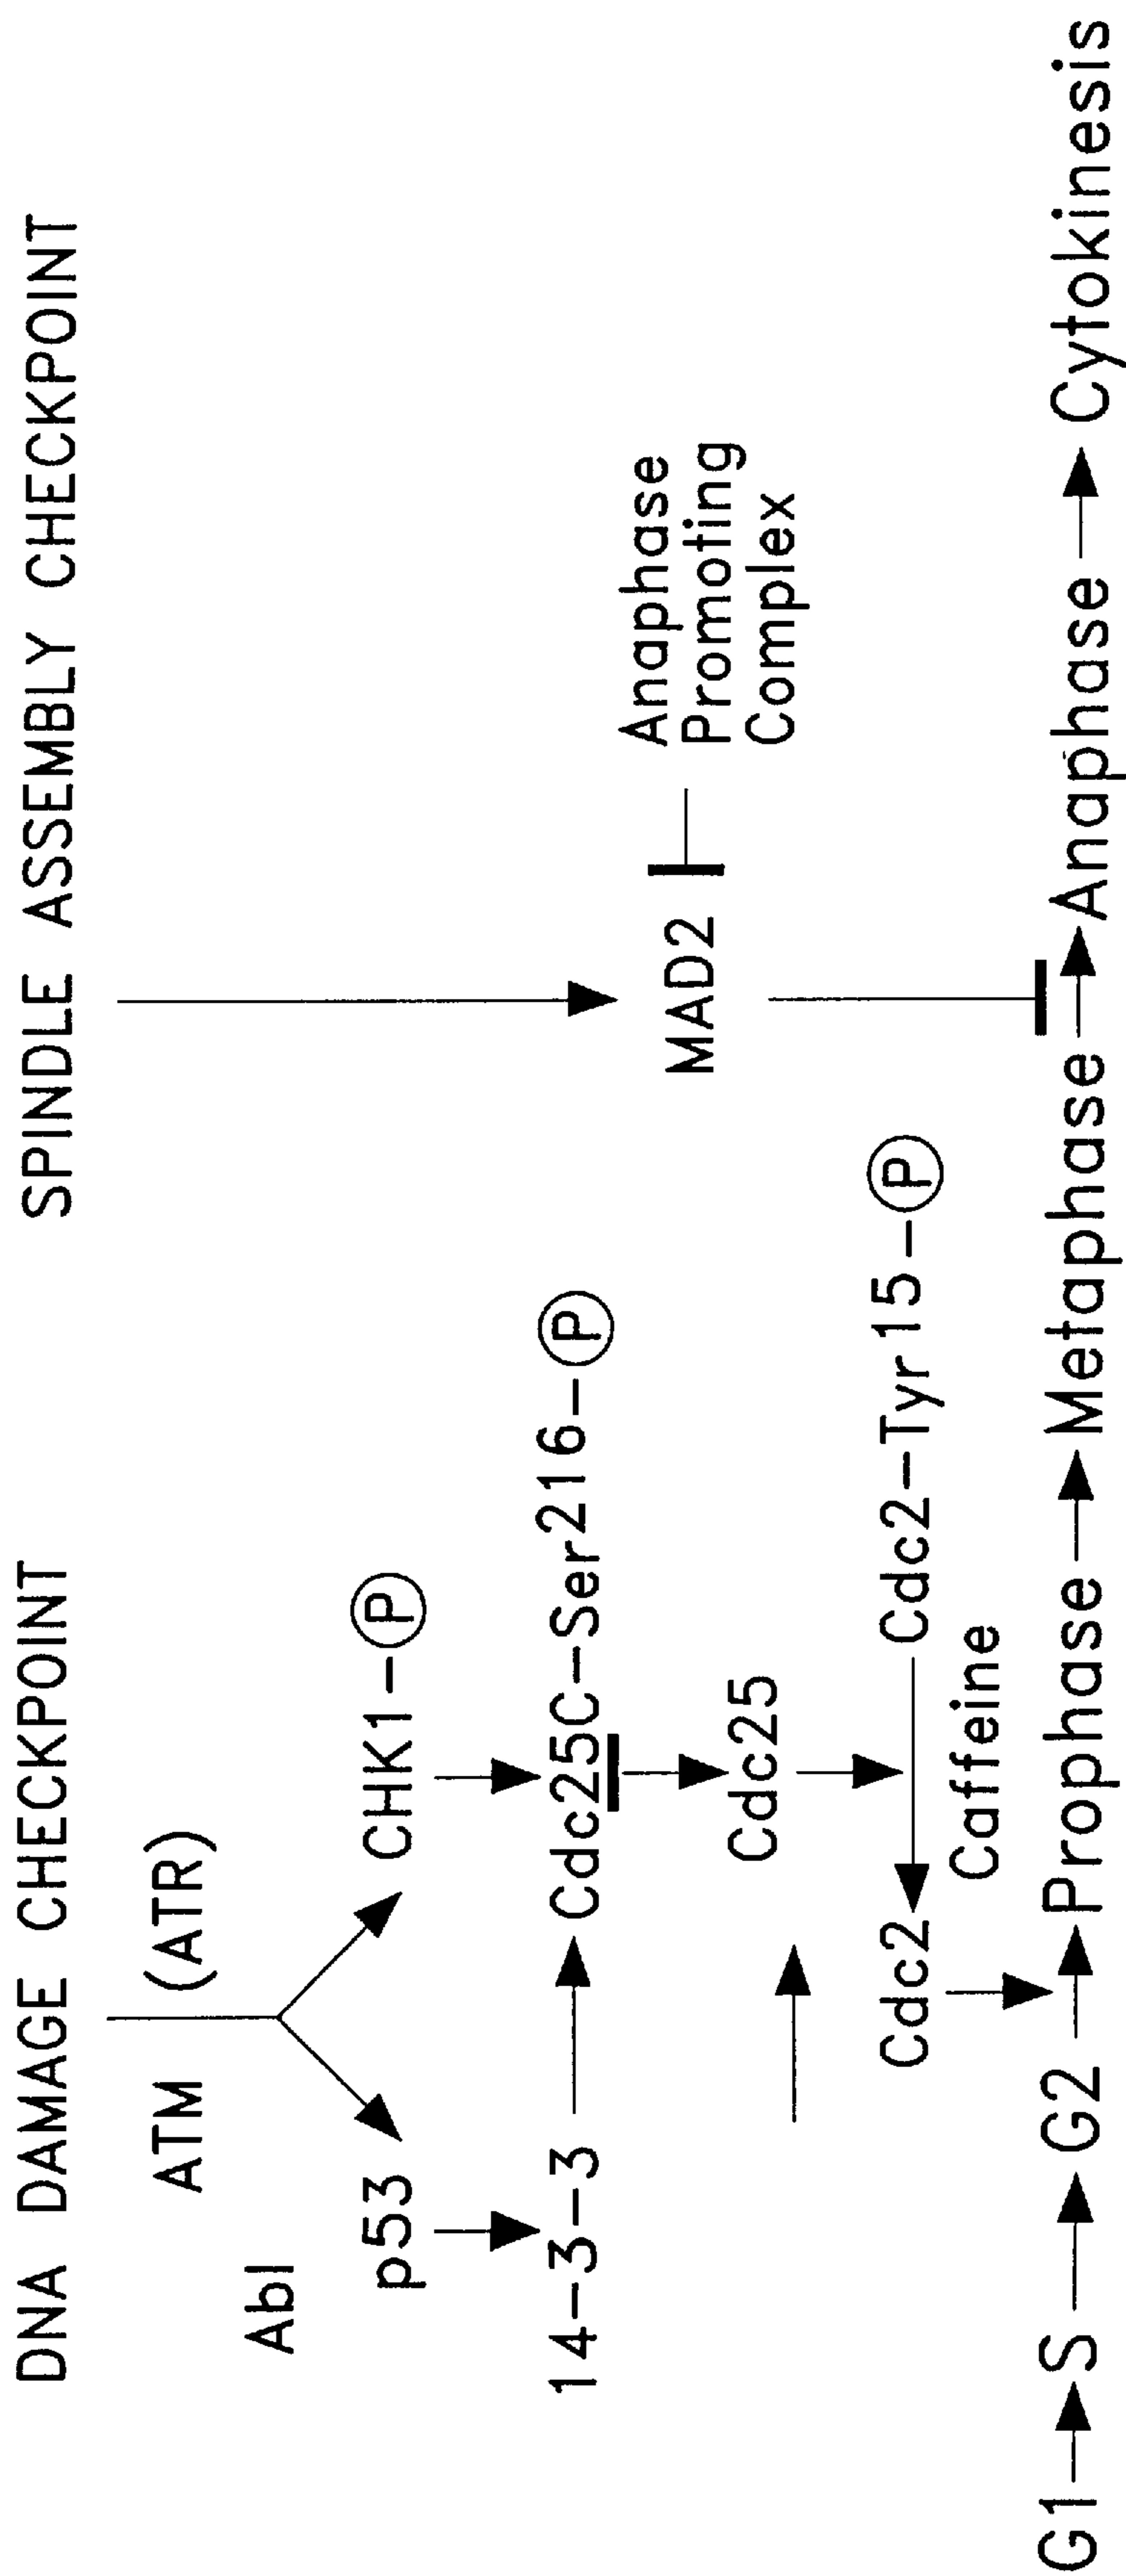 DNA DAMAGE CHECKPOINT
SPINDLE ASSEMBLY CHECKPOINT
ATM (ATR)
Abl
p53
CHK1-P
14-3-3
Cdc25C-Ser216-P
MAD2
Anaphase
Promoting
Complex
Cdc25
Cdc2
Cdc2-Tyr15-P
Caffeine
G1 S G2 Prophase Metaphase Anaphase Cytokinesis